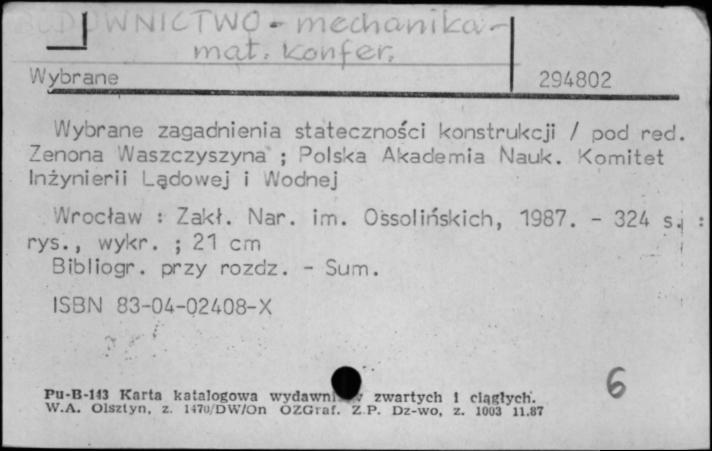 BUDOWNICTWO - mechanika -
mat. konfer.
Wybrane 294802
Wybrane zagadnienia stateczności konstrukcji / pod red.
Zenona Waszczyszyna ; Polska Akademia Nauk. Komitet
Inżynierii Lądowej i Wodnej
Wrocław : Zakł. Nar. im. Ossolińskich, 1987. - 324 s. :
rys., wykr. ; 21 cm
Bibliogr. przy rozdz. - Sum.
ISBN 83-04-02408-X
6
Pu-B-143 Karta katalogowa wydawn zwartych i ciągłych.
W.A. Olsztyn, z. 1470/DW/On OZGraf. Z.P. Dz-wo, z. 1003 11.87